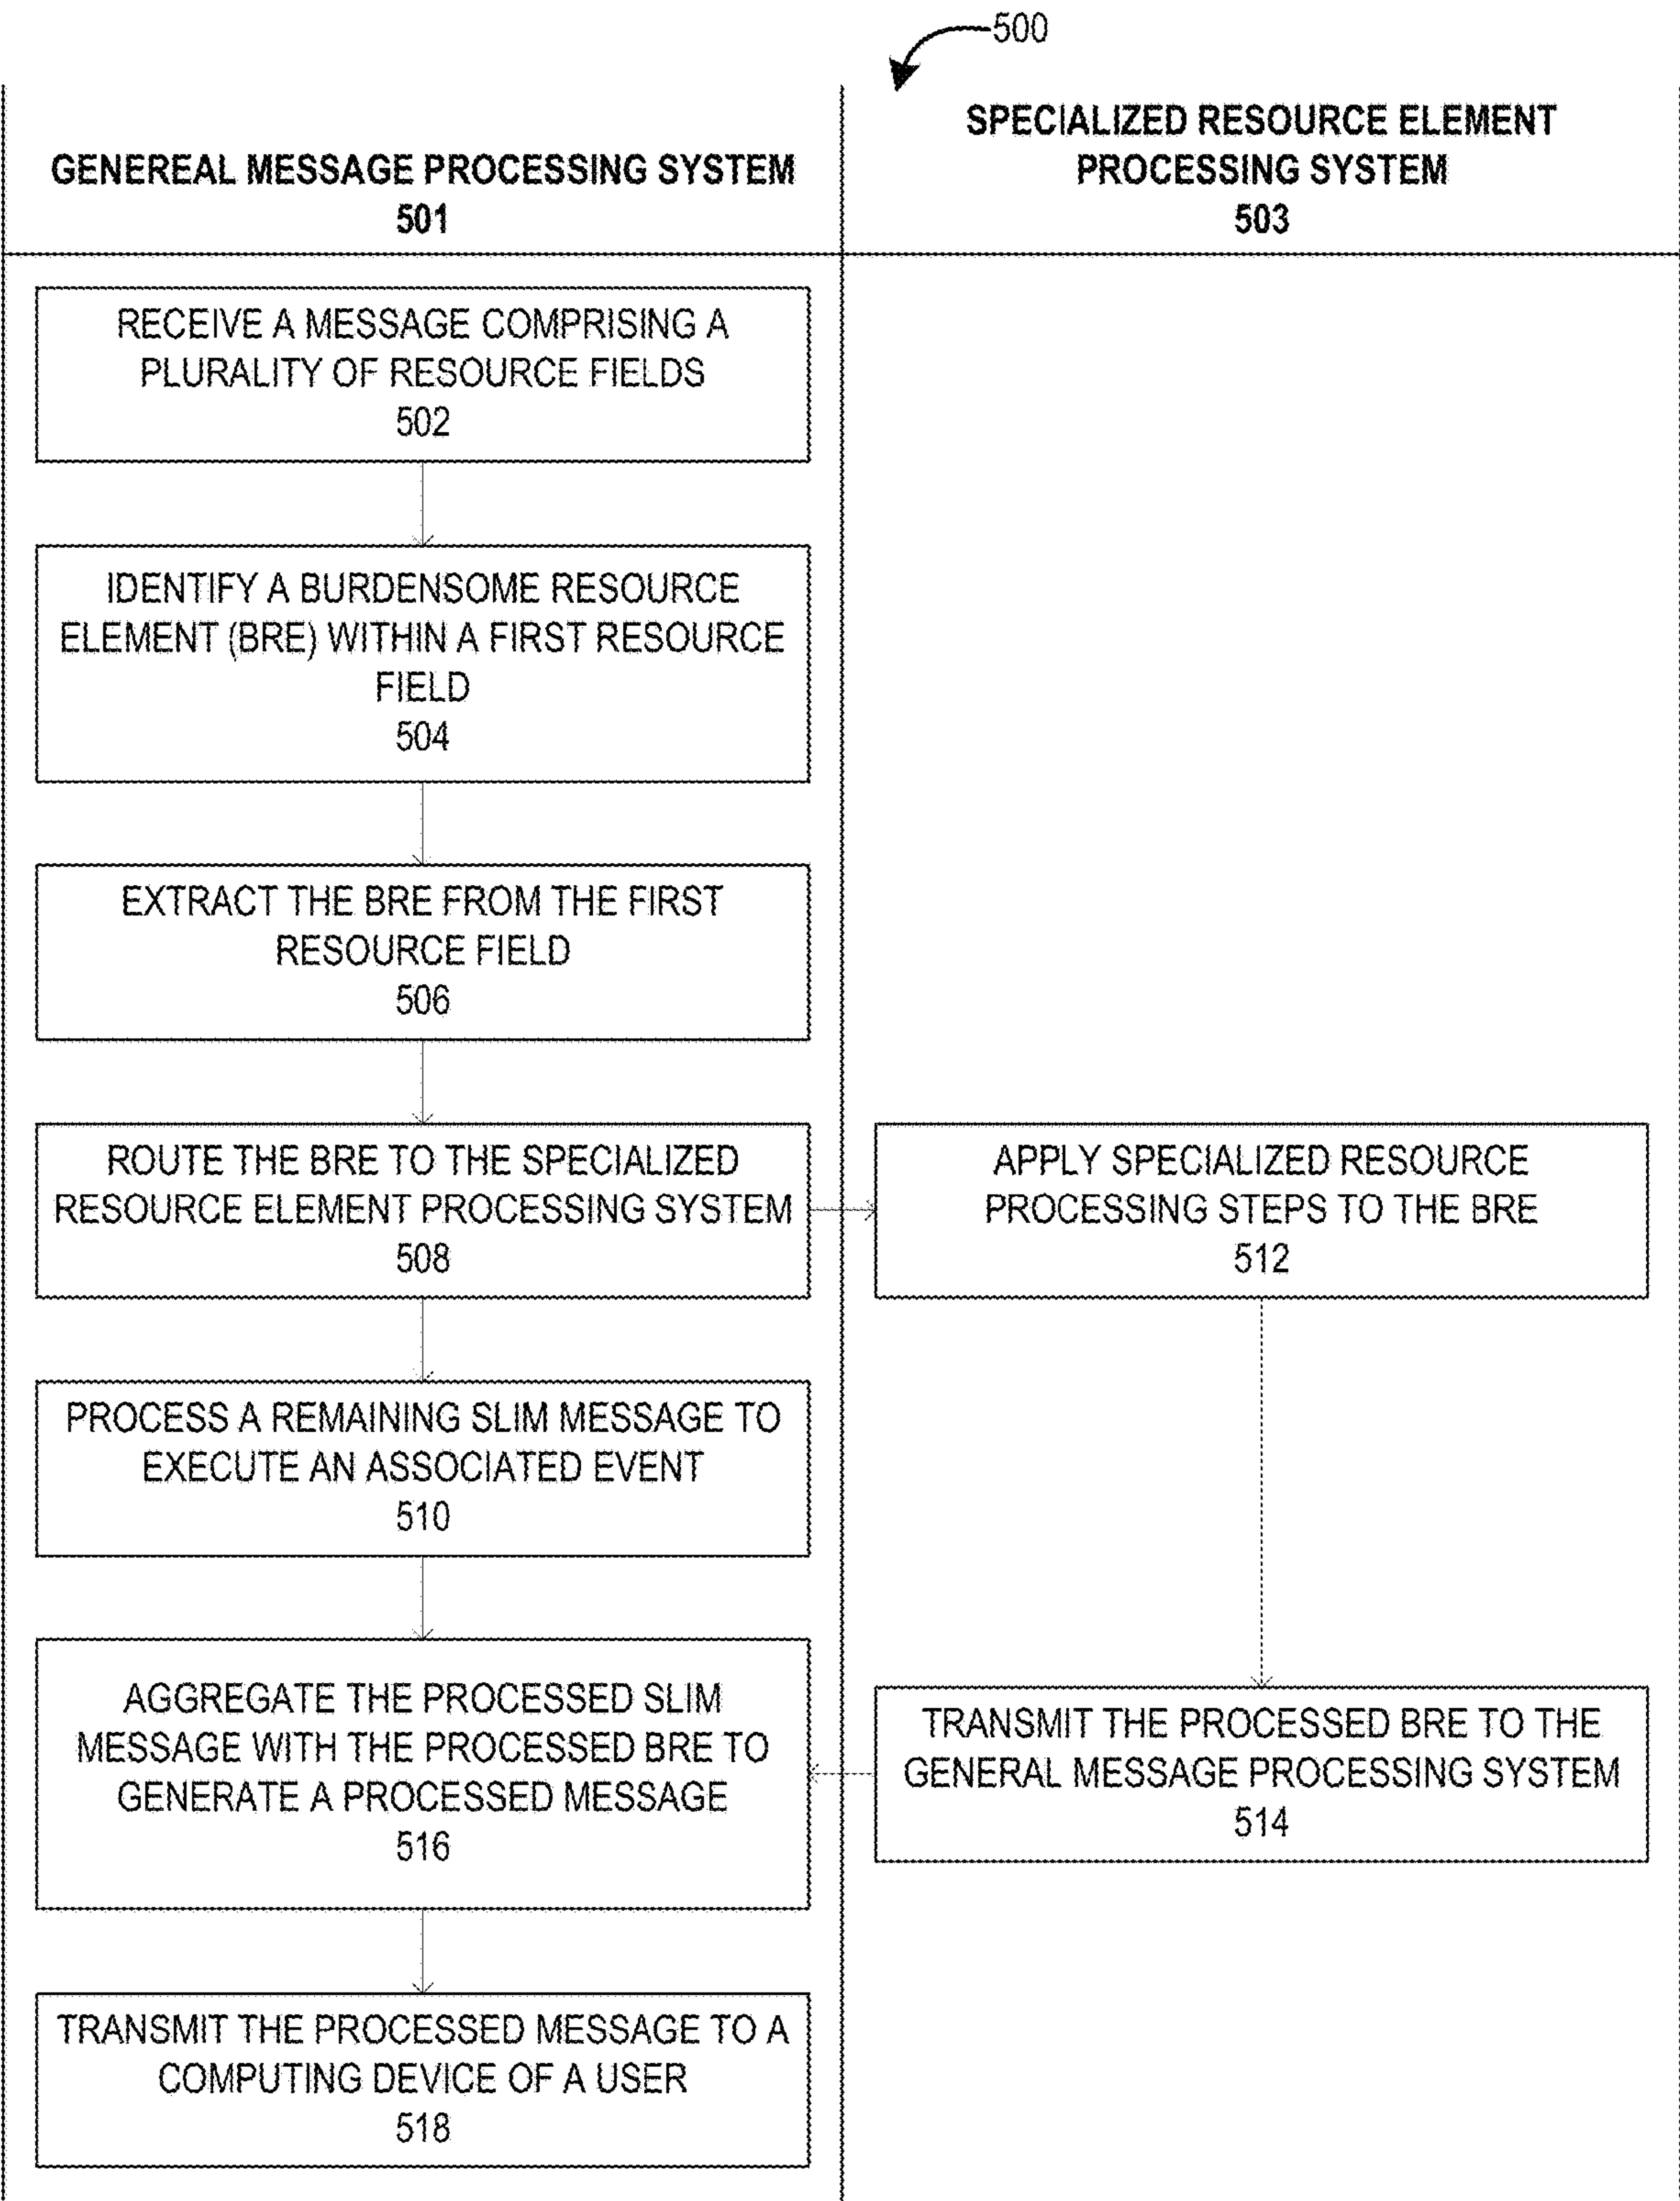 500
GENEREAL MESSAGE PROCESSING SYSTEM
501
SPECIALIZED RESOURCE ELEMENT
PROCESSING SYSTEM
503
RECEIVE A MESSAGE COMPRISING A
PLURALITY OF RESOURCE FIELDS
502
IDENTIFY A BURDENSOME RESOURCE
ELEMENT (BRE) WITHIN A FIRST RESOURCE
FIELD
504
EXTRACT THE BRE FROM THE FIRST
RESOURCE FIELD
506
ROUTE THE BRE TO THE SPECIALIZED
RESOURCE ELEMENT PROCESSING SYSTEM
508
APPLY SPECIALIZED RESOURCE
PROCESSING STEPS TO THE BRE
512
PROCESS A REMAINING SLIM MESSAGE TO
EXECUTE AN ASSOCIATED EVENT
510
AGGREGATE THE PROCESSED SLIM
MESSAGE WITH THE PROCESSED BRE TO
GENERATE A PROCESSED MESSAGE
516
TRANSMIT THE PROCESSED BRE TO THE
GENERAL MESSAGE PROCESSING SYSTEM
514
TRANSMIT THE PROCESSED MESSAGE TO A
COMPUTING DEVICE OF A USER
518